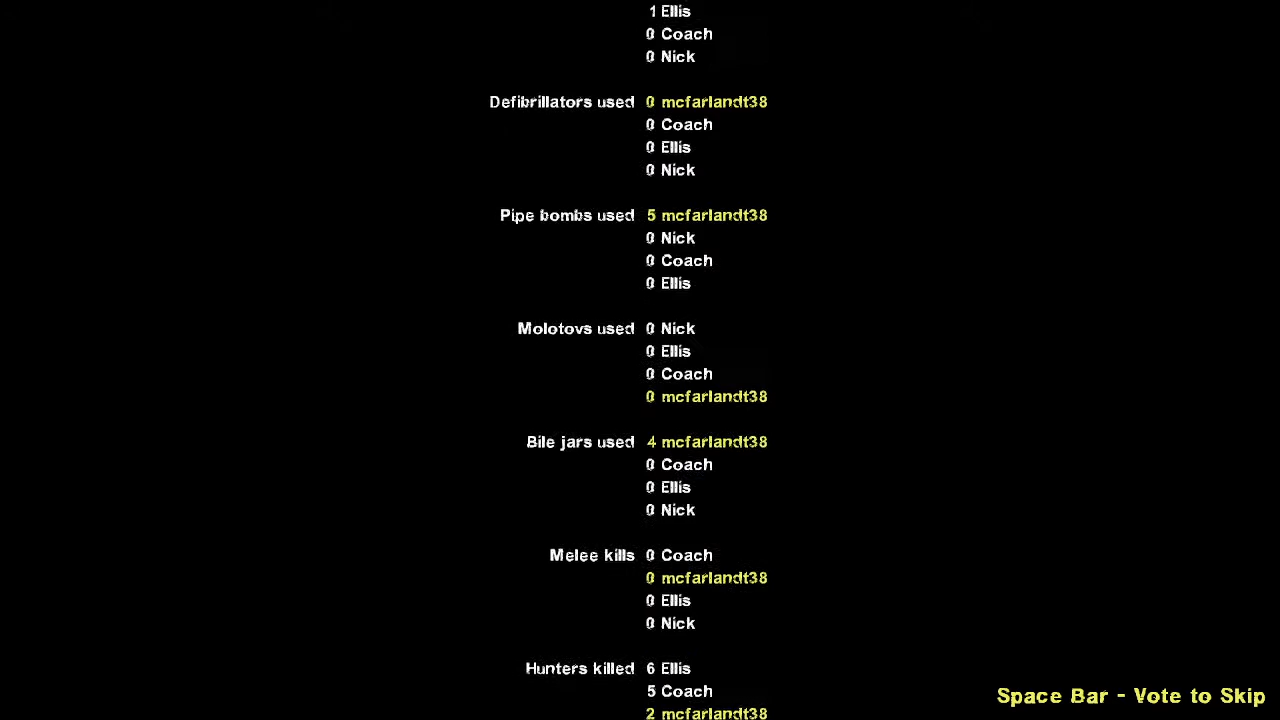 1 Ellis
0 Coach
0 Nick
Defibrillators used 0 mcfarlandt38
0 Coach
0 Ellis
0 Nick
Pipe bombs used 5 mcfarlandt38
0 Nick
0 Coach
0 Ellis
Molotovs used 0 Nick
0 Ellis
0 Coach
0 mcfarlandt38
Bile jars used 4 mcfarlandt38
0 Coach
0 Ellis
0 Nick
Melee kills 0 Coach
0 mcfarlandt38
0 Ellis
0 Nick
Hunters killed 6 Ellis
5 Coach
2 mcfarlandt38
Space Bar - Vote to Skip